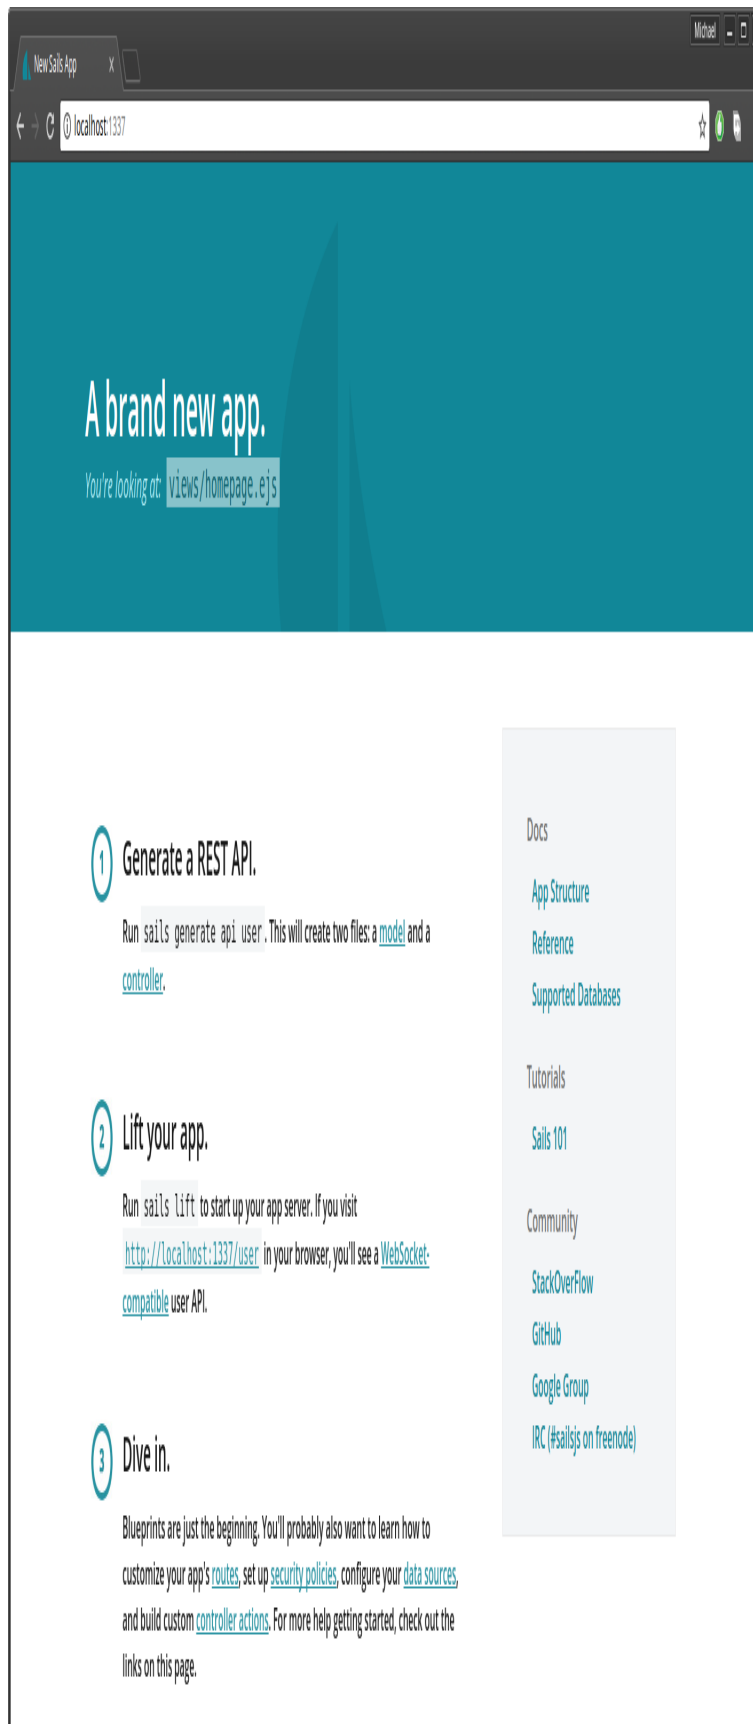 Michael
New Sails App
localhost:1337
A brand new app.
You're looking at: views/homepage.ejs
1 Generate a REST API.
Run sails generate api user. This will create two files: a model and a
controller.
2 Lift your app.
Run sails lift to start up your app server. If you visit
http://localhost:1337/user in your browser, you'll see a WebSocket-
compatible user API.
3 Dive in.
Blueprints are just the beginning. You'll probably also want to learn how to
customize your app's routes, set up security policies, configure your data sources,
and build custom controller actions. For more help getting started, check out the
links on this page.
Docs
App Structure
Reference
Supported Databases
Tutorials
Sails 101
Community
StackOverFlow
GitHub
Google Group
IRC (#sailsjs on freenode)